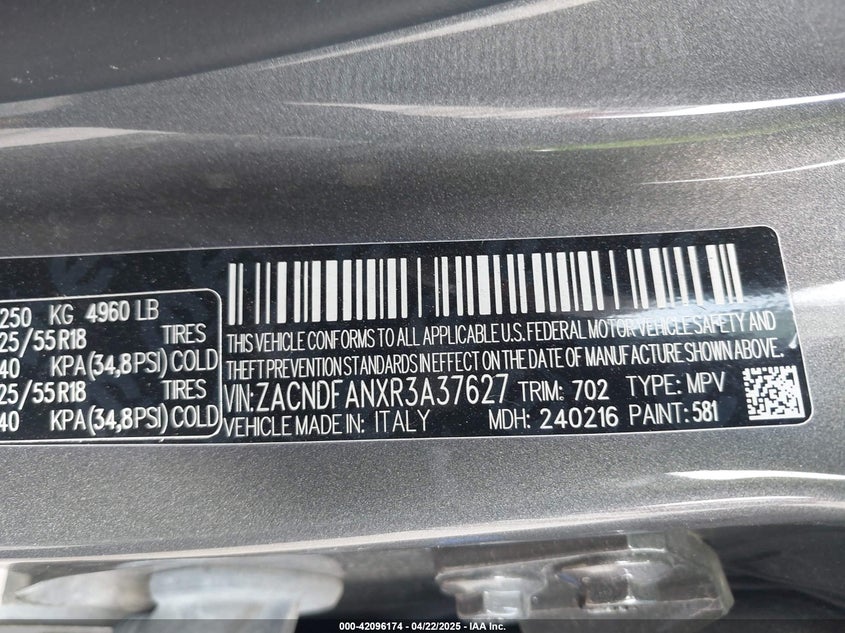 250 KG 4960 LB
25/55R18 TIRES
40 KPA(34,8PSI) COLD
25/55R18 TIRES
40 KPA(34,8PSI) COLD
THIS VEHICLE CONFORMS TO ALL APPLICABLE U.S. FEDERAL MOTOR VEHICLE SAFETY AND
THEFT PREVENTION STANDARDS IN EFFECT ON THE DATE OF MANUFACTURE SHOWN ABOVE.
VIN:ZACNDFANXR3A37627 TRIM: 702 TYPE: MPV
VEHICLE MADE IN: ITALY MDH: 240216 PAINT: 581
000-42096174 | 04/22/2025 - IAA Inc.